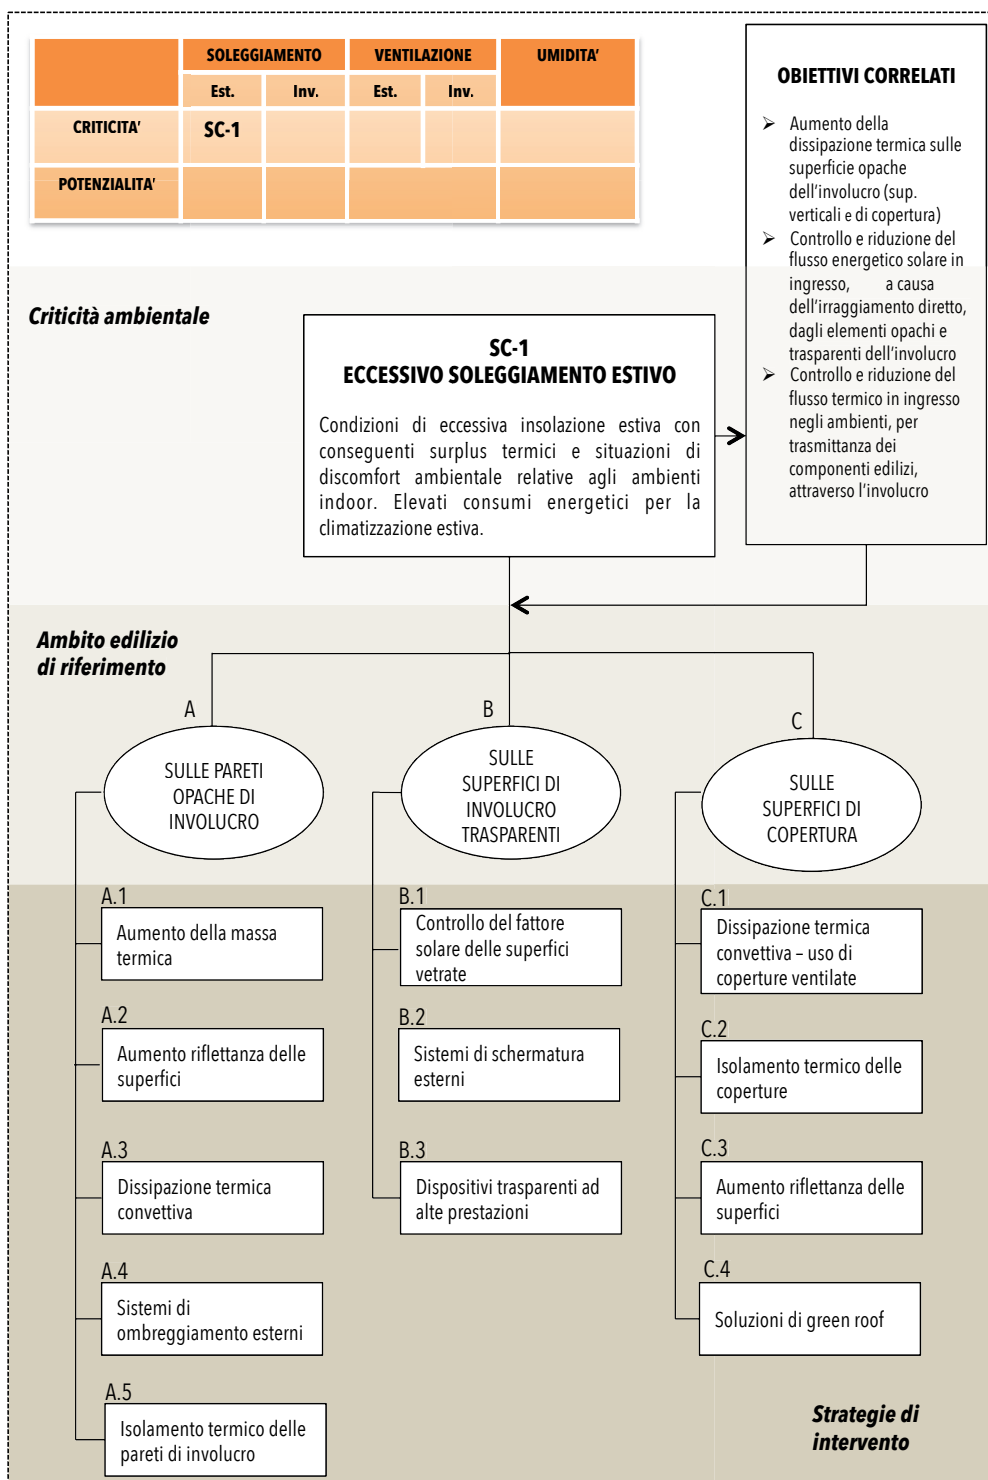 SOLEGGIAMENTO VENTILAZIONE UMIDITA'
Est. Inv. Est. Inv.
CRITICITA' SC-1
POTENZIALITA'
OBIETTIVI CORRELATI
➢ Aumento della
dissipazione termica sulle
superficie opache
dell'involucro (sup.
verticali e di copertura)
➢ Controllo e riduzione del
flusso energetico solare in
ingresso, a causa
dell'irraggiamento diretto,
dagli elementi opachi e
trasparenti dell'involucro
➢ Controllo e riduzione del
flusso termico in ingresso
negli ambienti, per
trasmittanza dei
componenti edilizi,
attraverso l'involucro
Criticità ambientale
SC-1
ECCESSIVO SOLEGGIAMENTO ESTIVO
Condizioni di eccessiva insolazione estiva con
conseguenti surplus termici e situazioni di
discomfort ambientale relative agli ambienti
indoor. Elevati consumi energetici per la
climatizzazione estiva.
Ambito edilizio
di riferimento
A
SULLE PARETI
OPACHE DI
INVOLUCRO
B
SULLE
SUPERFICI DI
INVOLUCRO
TRASPARENTI
C
SULLE
SUPERFICI DI
COPERTURA
A.1
Aumento della massa
termica
A.2
Aumento riflettanza delle
superfici
A.3
Dissipazione termica
convettiva
A.4
Sistemi di
ombreggiamento esterni
A.5
Isolamento termico delle
pareti di involucro
B.1
Controllo del fattore
solare delle superfici
vetrate
B.2
Sistemi di schermatura
esterni
B.3
Dispositivi trasparenti ad
alte prestazioni
C.1
Dissipazione termica
convettiva – uso di
coperture ventilate
C.2
Isolamento termico delle
coperture
C.3
Aumento riflettanza delle
superfici
C.4
Soluzioni di green roof
Strategie di
intervento